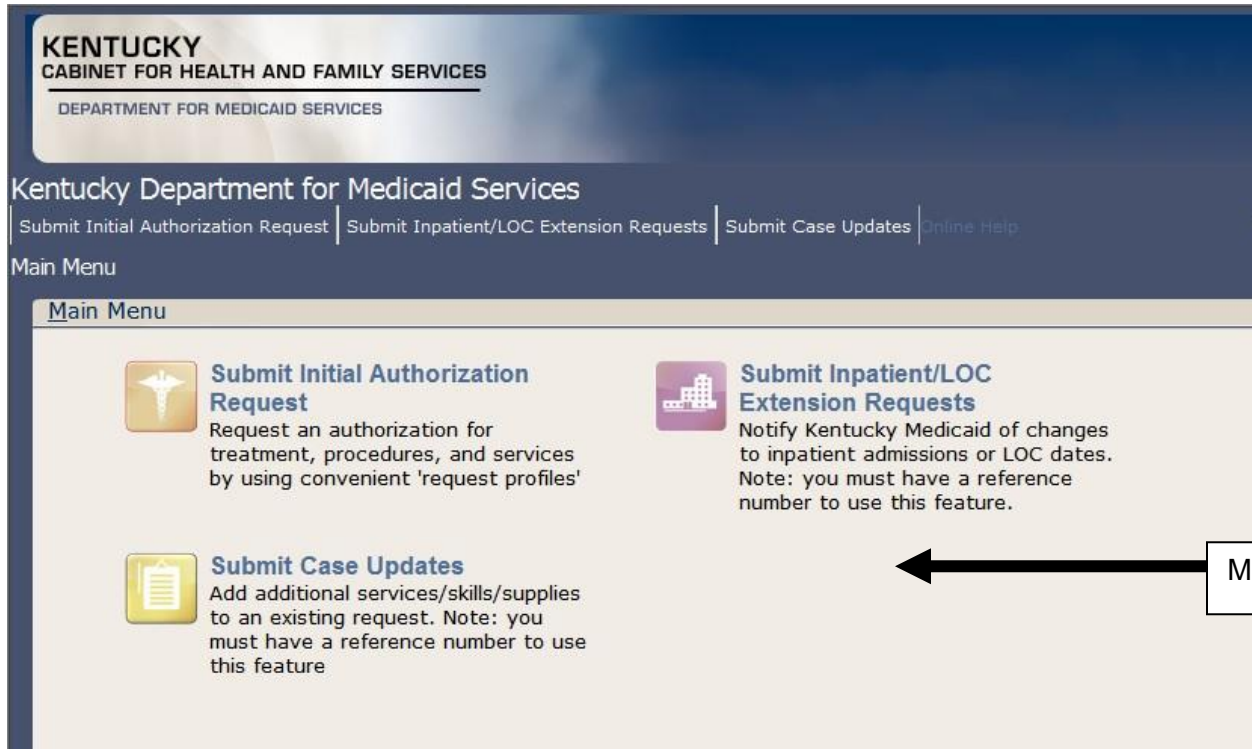 KENTUCKY
CABINET FOR HEALTH AND FAMILY SERVICES
DEPARTMENT FOR MEDICAID SERVICES
Kentucky Department for Medicaid Services
Submit Initial Authorization Request Submit Inpatient/LOC Extension Requests Submit Case Updates Online Help
Main Menu
Main Menu
Submit Initial Authorization
Request
Request an authorization for
treatment, procedures, and services
by using convenient 'request profiles'
Submit Inpatient/LOC
Extension Requests
Notify Kentucky Medicaid of changes
to inpatient admissions or LOC dates.
Note: you must have a reference
number to use this feature.
Submit Case Updates
Add additional services/skills/supplies
to an existing request. Note: you
must have a reference number to use
this feature
M